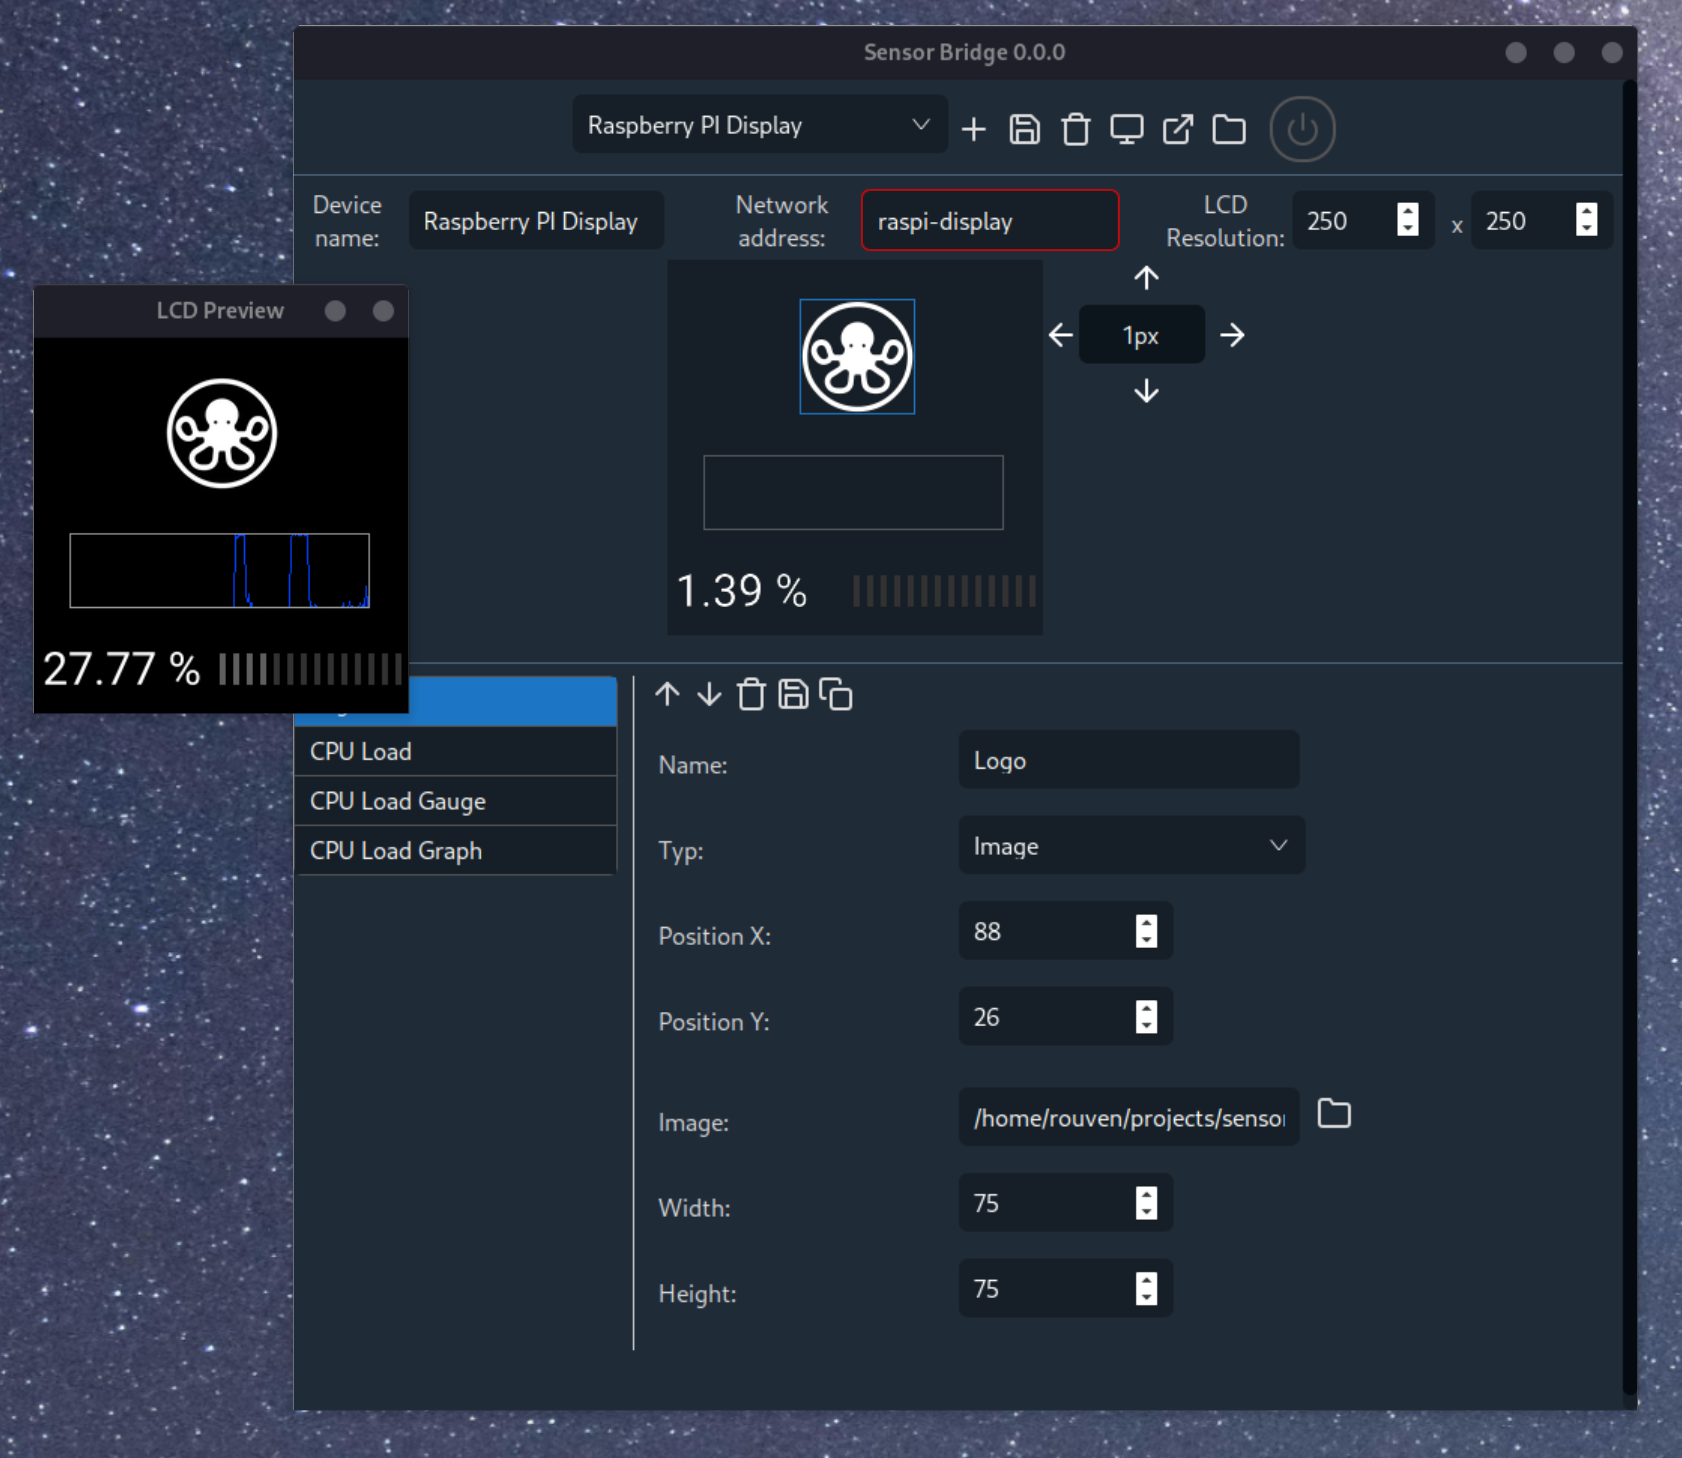 Sensor Bridge 0.0.0
Raspberry PI Display
Device
name:
Raspberry PI Display
Network
address:
raspi-display
LCD
Resolution:
250
x
250
LCD Preview
27.77 %
1px
1.39 %
CPU Load
CPU Load Gauge
CPU Load Graph
Name:
Logo
Typ:
Image
Position X:
88
Position Y:
26
Image:
/home/rouven/projects/senso
Width:
75
Height:
75